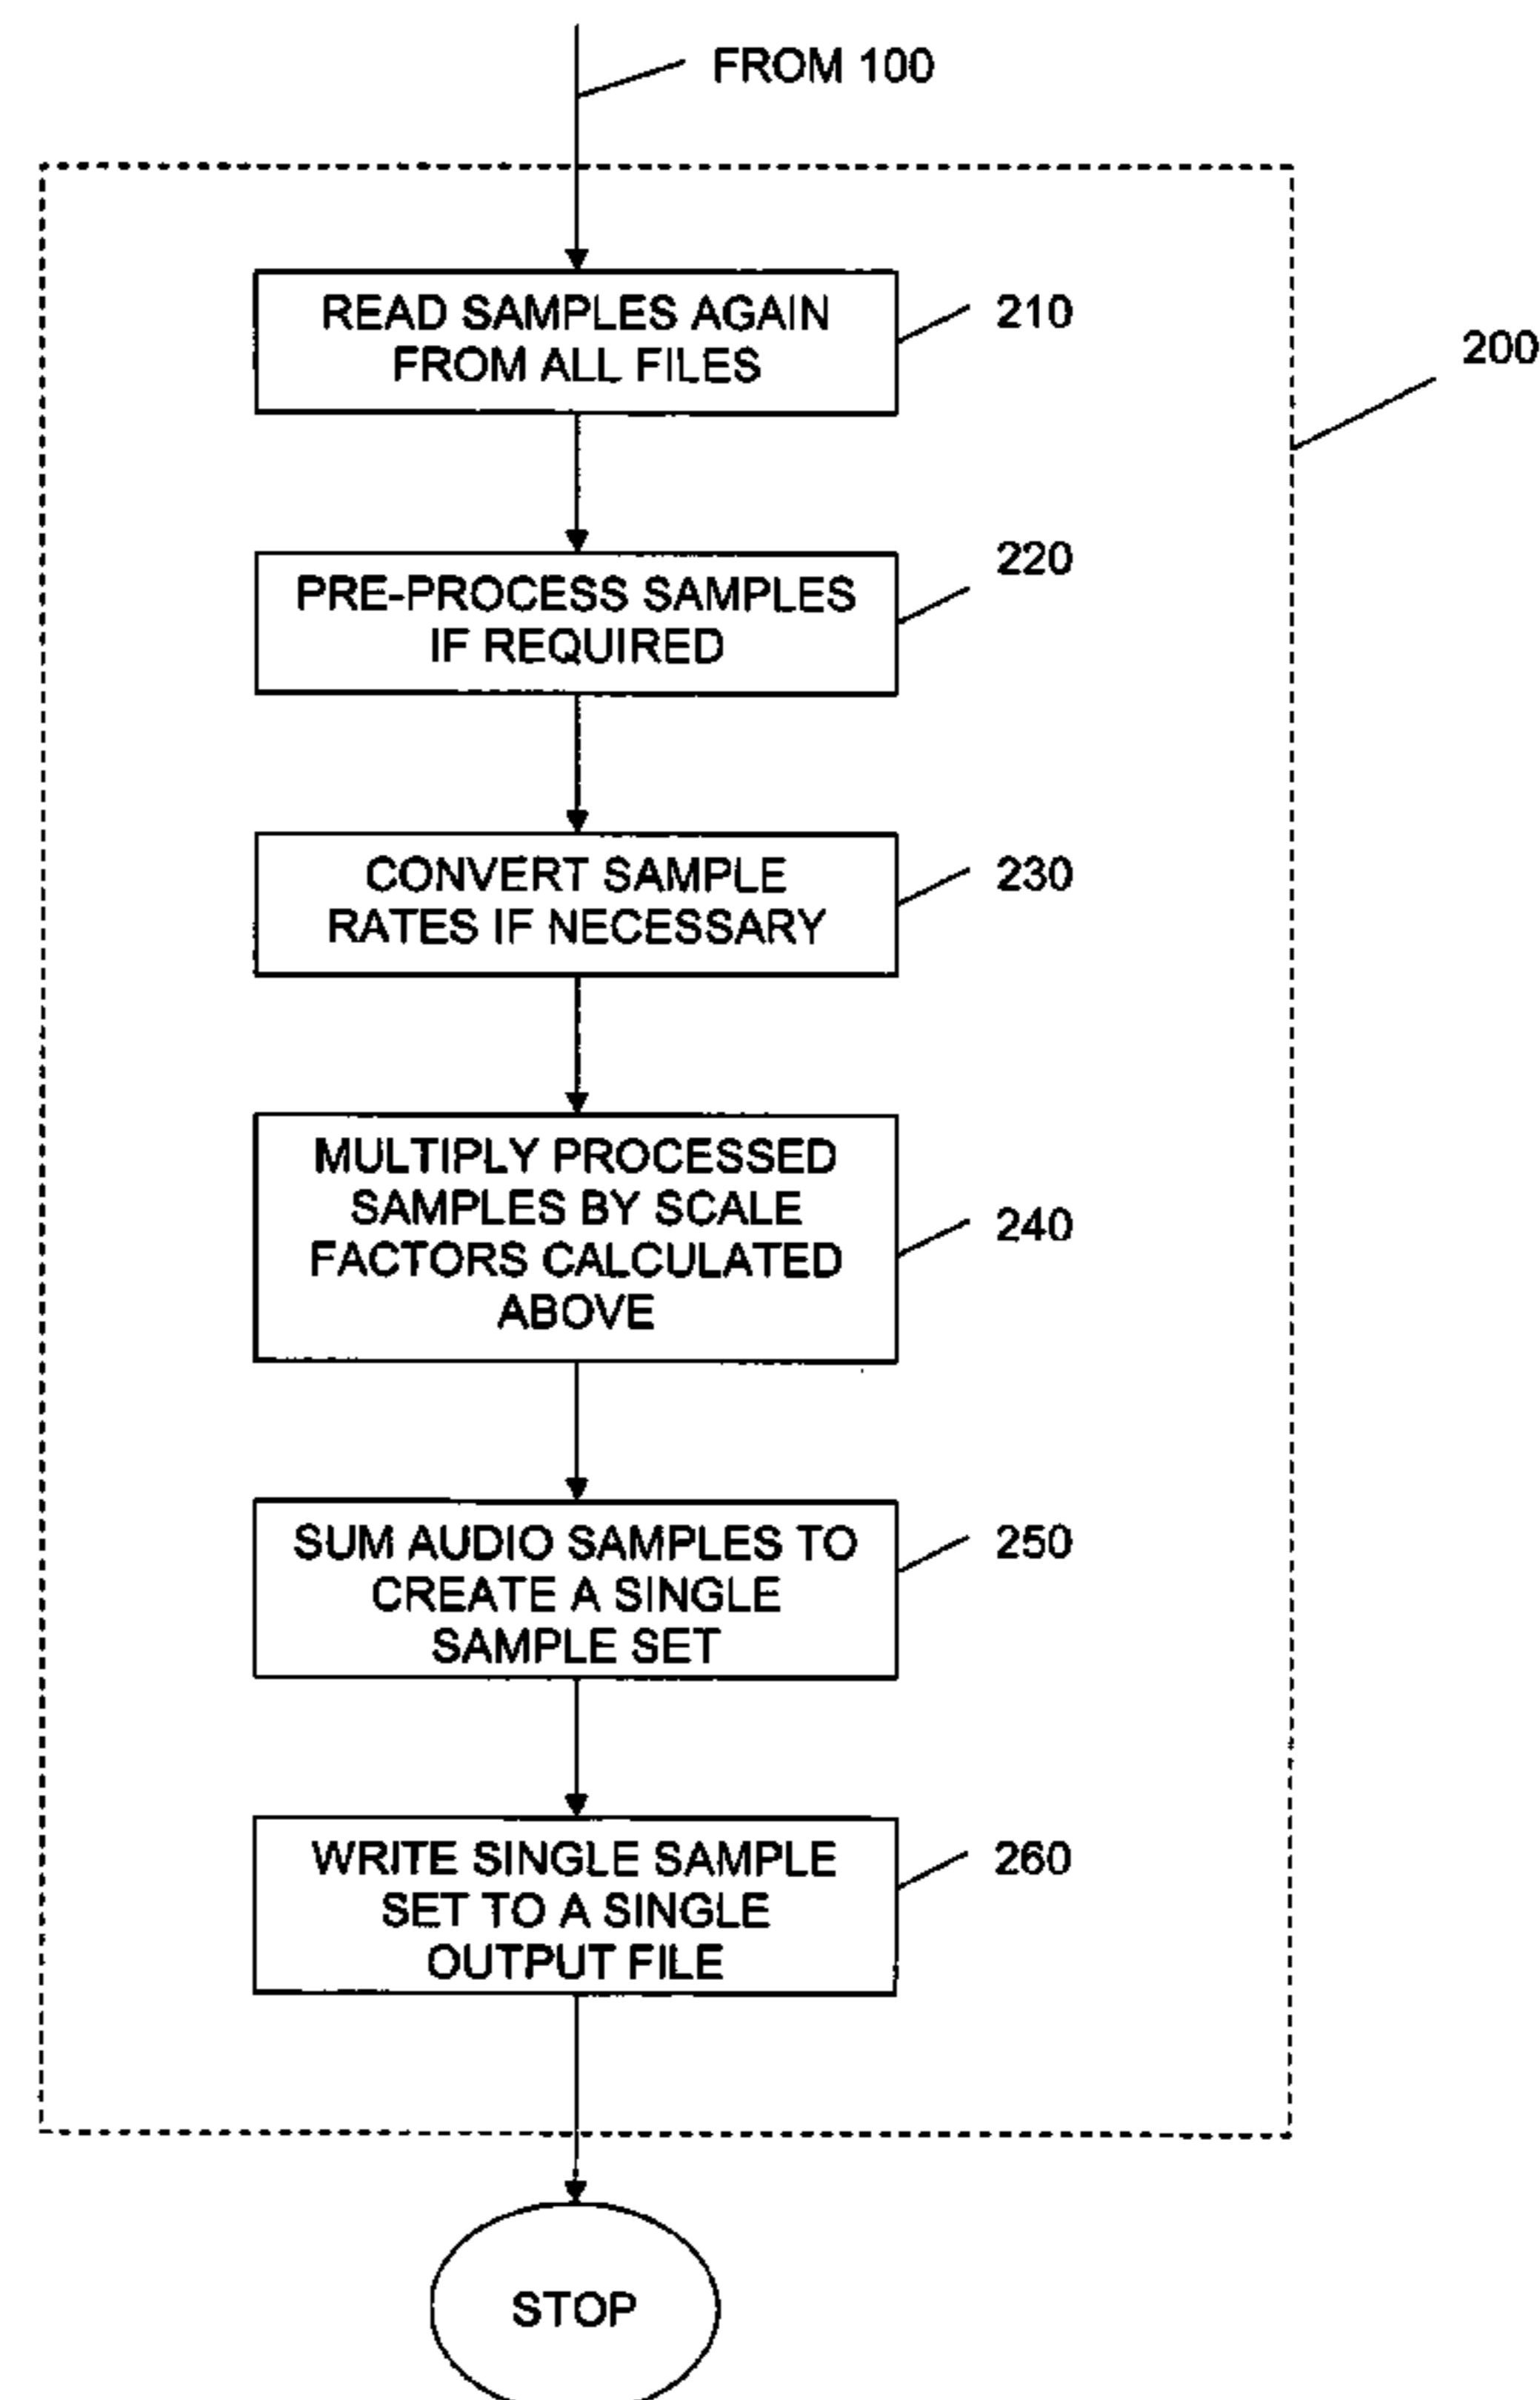 FROM 100
READ SAMPLES AGAIN
FROM ALL FILES
210
200
PRE-PROCESS SAMPLES
IF REQUIRED
220
CONVERT SAMPLE
RATES IF NECESSARY
230
MULTIPLY PROCESSED
SAMPLES BY SCALE
FACTORS CALCULATED
ABOVE
240
SUM AUDIO SAMPLES TO
CREATE A SINGLE
SAMPLE SET
250
WRITE SINGLE SAMPLE
SET TO A SINGLE
OUTPUT FILE
260
STOP